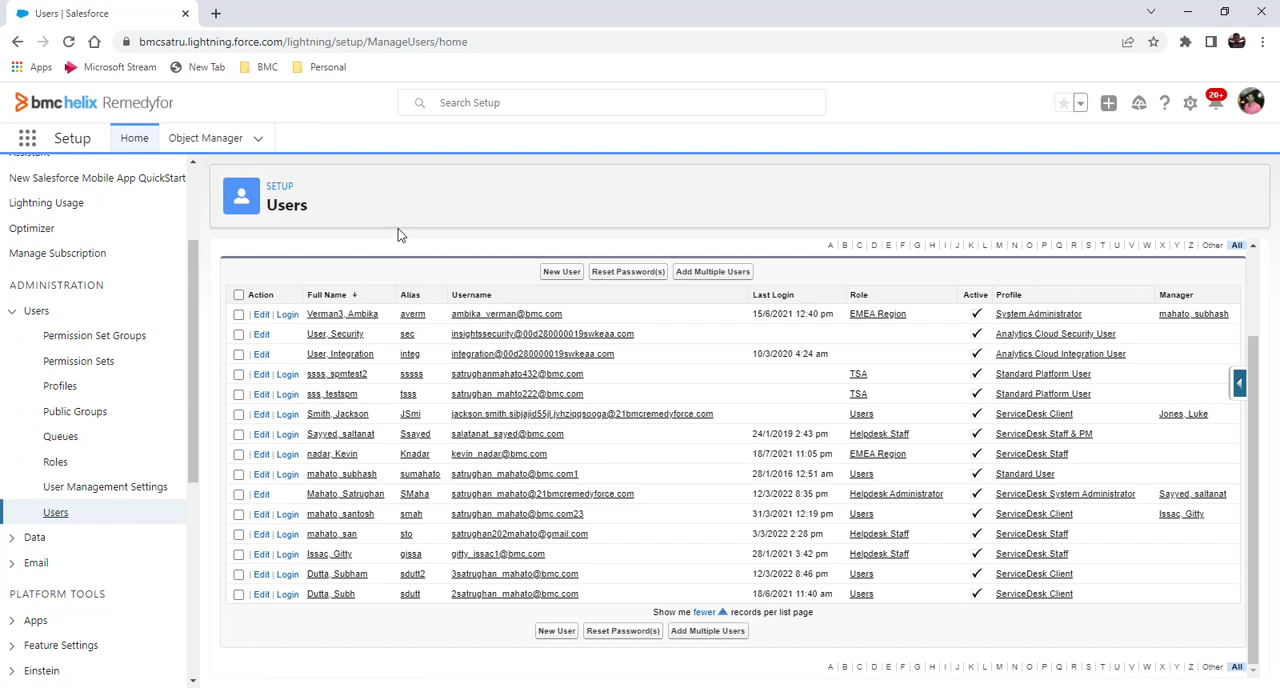 Users | Salesforce
bmcsatru.lightning.force.com/lightning/setup/ManageUsers/home
Apps Microsoft Stream New Tab BMC Personal
bmchelix Remedyfor
Search Setup
20+
Setup Home Object Manager
New Salesforce Mobile App QuickStart
Lightning Usage
Optimizer
Manage Subscription
ADMINISTRATION
Users
Permission Set Groups
Permission Sets
Profiles
Public Groups
Queues
Roles
User Management Settings
Users
Data
Email
PLATFORM TOOLS
Apps
Feature Settings
Einstein
SETUP
Users
A B C D E F G H I J K L M N O P Q R S T U V W X Y Z Other All
New User Reset Password(s) Add Multiple Users
Action Full Name Alias Username Last Login Role Active Profile Manager
Edit | Login Verman3, Ambika averm ambika_verman@bmc.com 15/6/2021 12:40 pm EMEA Region ✓ System Administrator mahato, subhash
Edit User, Security sec insightssecurity@00d280000019swkeaa.com ✓ Analytics Cloud Security User
Edit User, Integration integ integration@00d280000019swkeaa.com 10/3/2020 4:24 am ✓ Analytics Cloud Integration User
Edit | Login ssss, spmtest2 sssss satrughanmahato432@bmc.com TSA ✓ Standard Platform User
Edit | Login sss, testspm tsss satrughan_mahto222@bmc.com TSA ✓ Standard Platform User
Edit | Login Smith, Jackson JSmi jackson.smith.sibjajid55jl.jvhziqqsooga@21bmcremedyforce.com Users ✓ ServiceDesk Client Jones, Luke
Edit | Login Sayyed, saltanat Ssayed salatanat_sayed@bmc.com 24/1/2019 2:43 pm Helpdesk Staff ✓ ServiceDesk Staff & PM
Edit | Login nadar, Kevin Knadar kevin_nadar@bmc.com 18/7/2021 11:05 pm EMEA Region ✓ ServiceDesk Staff
Edit | Login mahato, subhash sumahato satrughan_mahato@bmc.com1 28/1/2016 12:51 am Users ✓ Standard User
Edit Mahato, Satrughan SMaha satrughan_mahato@21bmcremedyforce.com 12/3/2022 8:35 pm Helpdesk Administrator ✓ ServiceDesk System Administrator Sayyed, saltanat
Edit | Login mahato, santosh smah satrughan_mahato@bmc.com23 31/3/2021 12:19 pm Users ✓ ServiceDesk Client Issac, Gitty
Edit | Login mahato, san sto satrughan202mahato@gmail.com 3/3/2022 2:28 pm Helpdesk Staff ✓ ServiceDesk Staff
Edit | Login Issac, Gitty gissa gitty_issac1@bmc.com 28/1/2021 3:42 pm Helpdesk Staff ✓ ServiceDesk Staff
Edit | Login Dutta, Subham sdutt2 3satrughan_mahato@bmc.com 12/3/2022 8:46 pm Users ✓ ServiceDesk Client
Edit | Login Dutta, Subh sdutt 2satrughan_mahato@bmc.com 18/6/2021 11:40 am Users ✓ ServiceDesk Client
Show me fewer records per list page
New User Reset Password(s) Add Multiple Users
A B C D E F G H I J K L M N O P Q R S T U V W X Y Z Other All